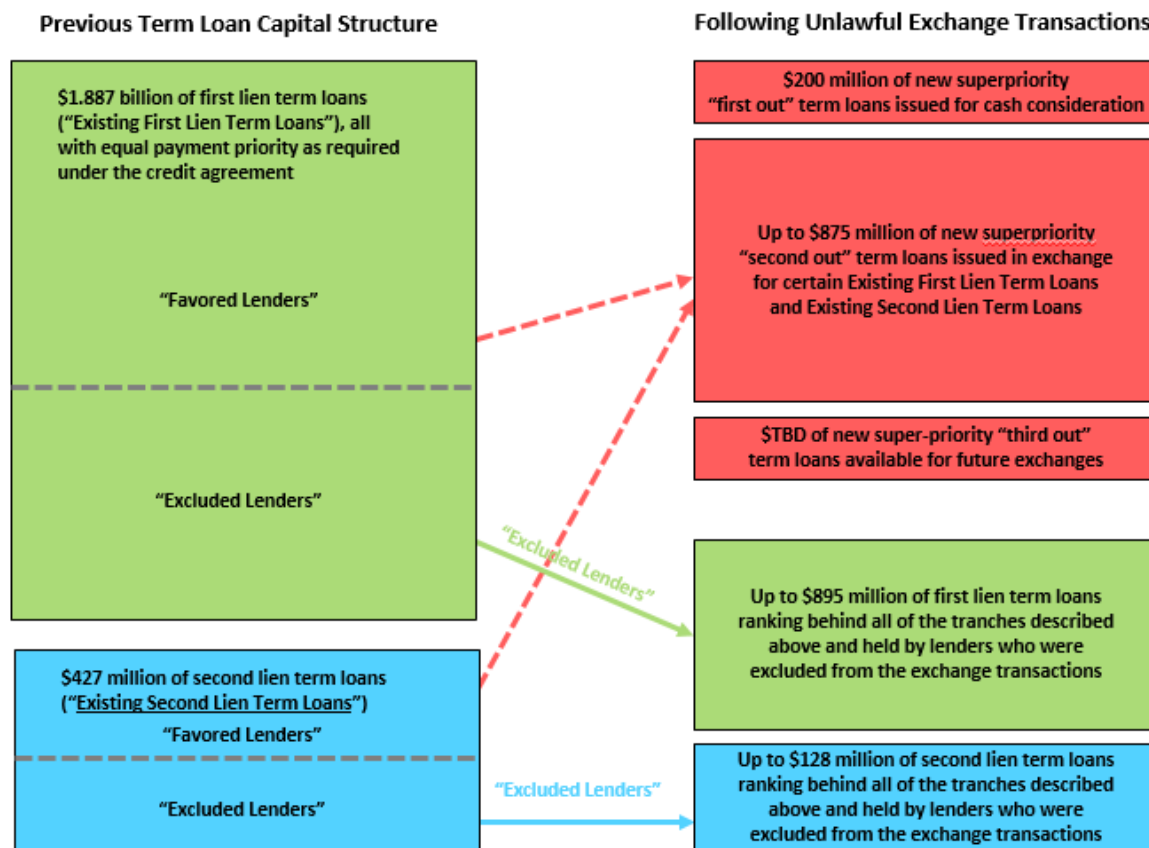 Previous Term Loan Capital Structure
$1.887 billion of first lien term loans
(“Existing First Lien Term Loans”), all
with equal payment priority as required
under the credit agreement
“Favored Lenders”
“Excluded Lenders”
$427 million of second lien term loans
(“Existing Second Lien Term Loans”)
“Favored Lenders”
“Excluded Lenders”
“Excluded Lenders”
“Excluded Lenders”
Following Unlawful Exchange Transactions
$200 million of new superpriority
“first out” term loans issued for cash consideration
Up to $875 million of new superpriority
“second out” term loans issued in exchange
for certain Existing First Lien Term Loans
and Existing Second Lien Term Loans
$TBD of new super-priority “third out”
term loans available for future exchanges
Up to $895 million of first lien term loans
ranking behind all of the tranches described
above and held by lenders who were
excluded from the exchange transactions
Up to $128 million of second lien term loans
ranking behind all of the tranches described
above and held by lenders who were
excluded from the exchange transactions